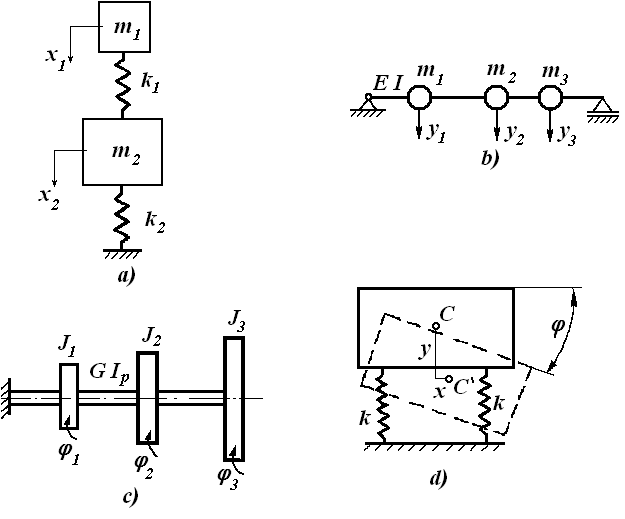 m1
x1
k1
m2
x2
k2
a)
E I
m1
m2
m3
y1
y2
y3
b)
J1
J2
J3
G Ip
φ1
φ2
φ3
c)
C
y
φ
x
C'
k
k
d)